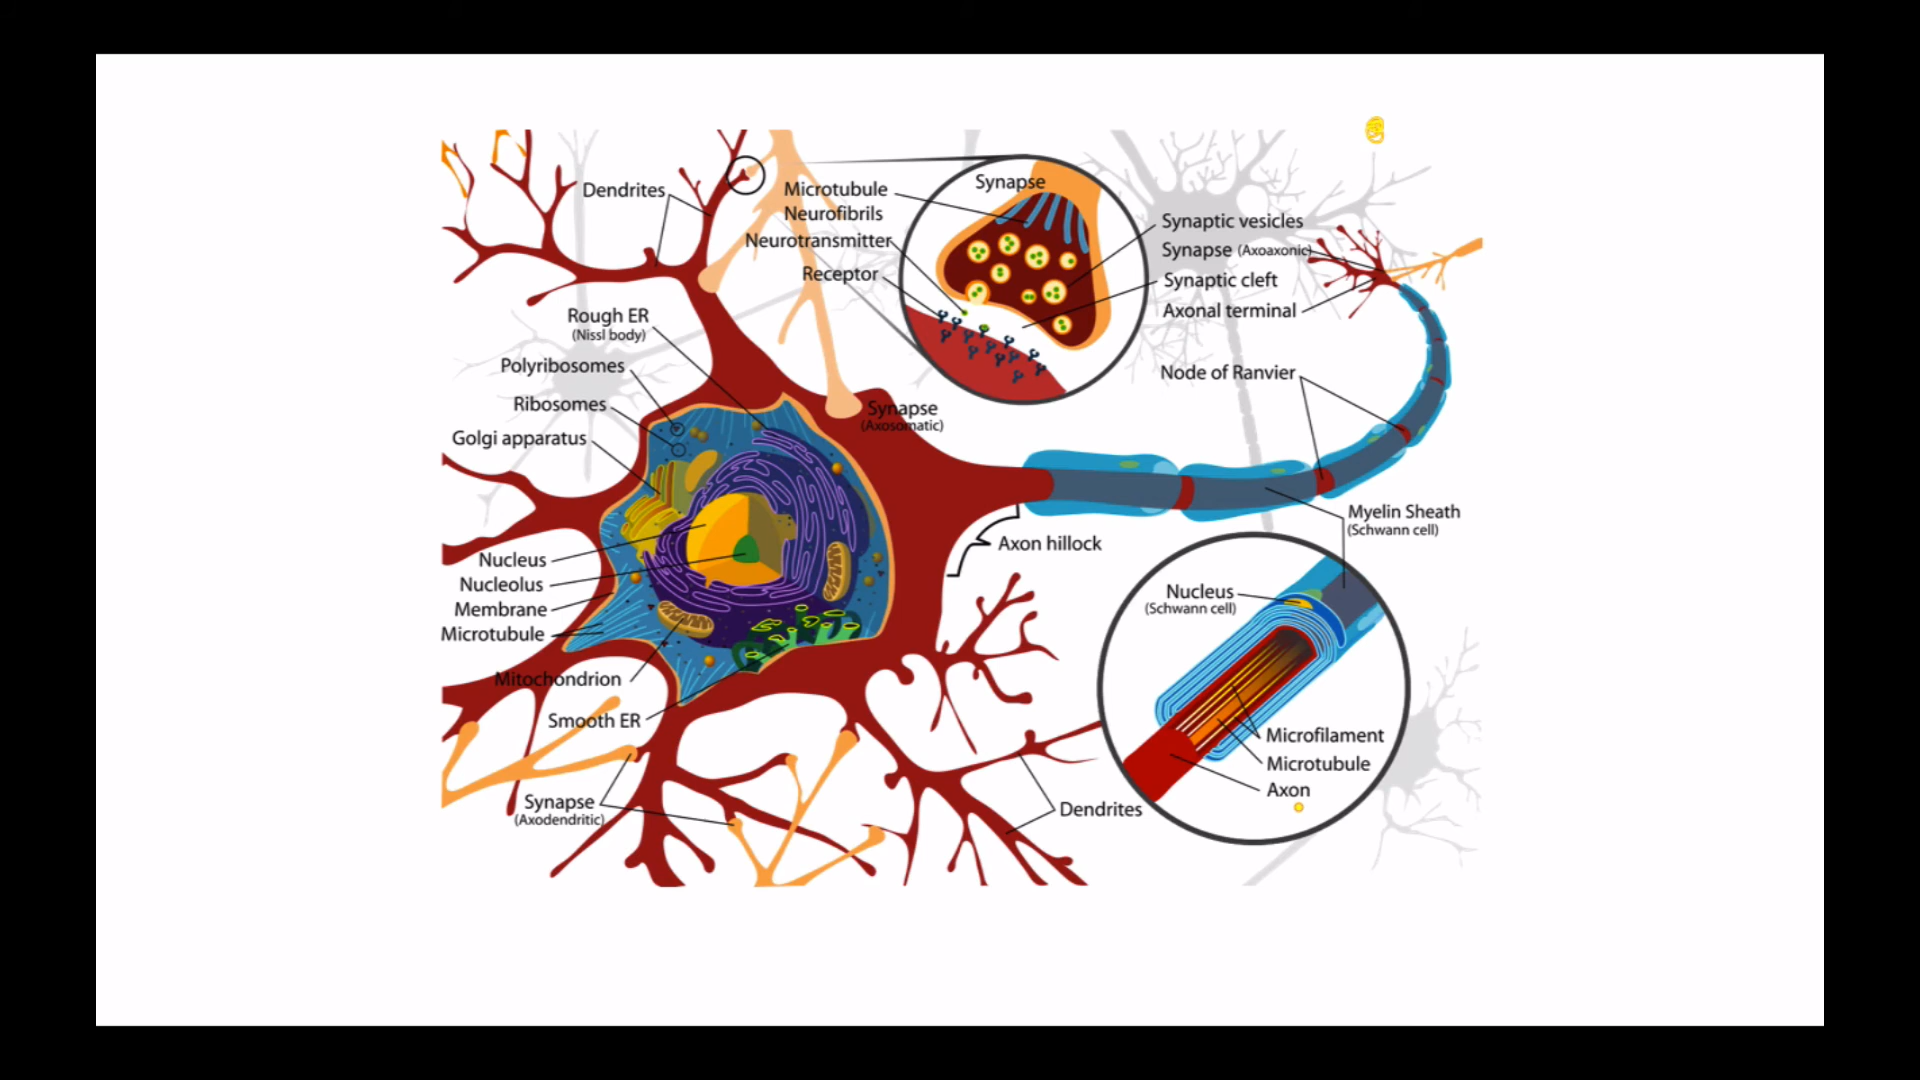 Dendrites
Microtubule
Neurofibrils
Neurotransmitter
Receptor
Synapse
Synaptic vesicles
Synapse (Axoaxonic)
Synaptic cleft
Axonal terminal
Rough ER
(Nissl body)
Polyribosomes
Ribosomes
Golgi apparatus
Synapse
(Axosomatic)
Node of Ranvier
Myelin Sheath
(Schwann cell)
Axon hillock
Nucleus
Nucleolus
Membrane
Microtubule
Mitochondrion
Smooth ER
Synapse
(Axodendritic)
Dendrites
Nucleus
(Schwann cell)
Microfilament
Microtubule
Axon